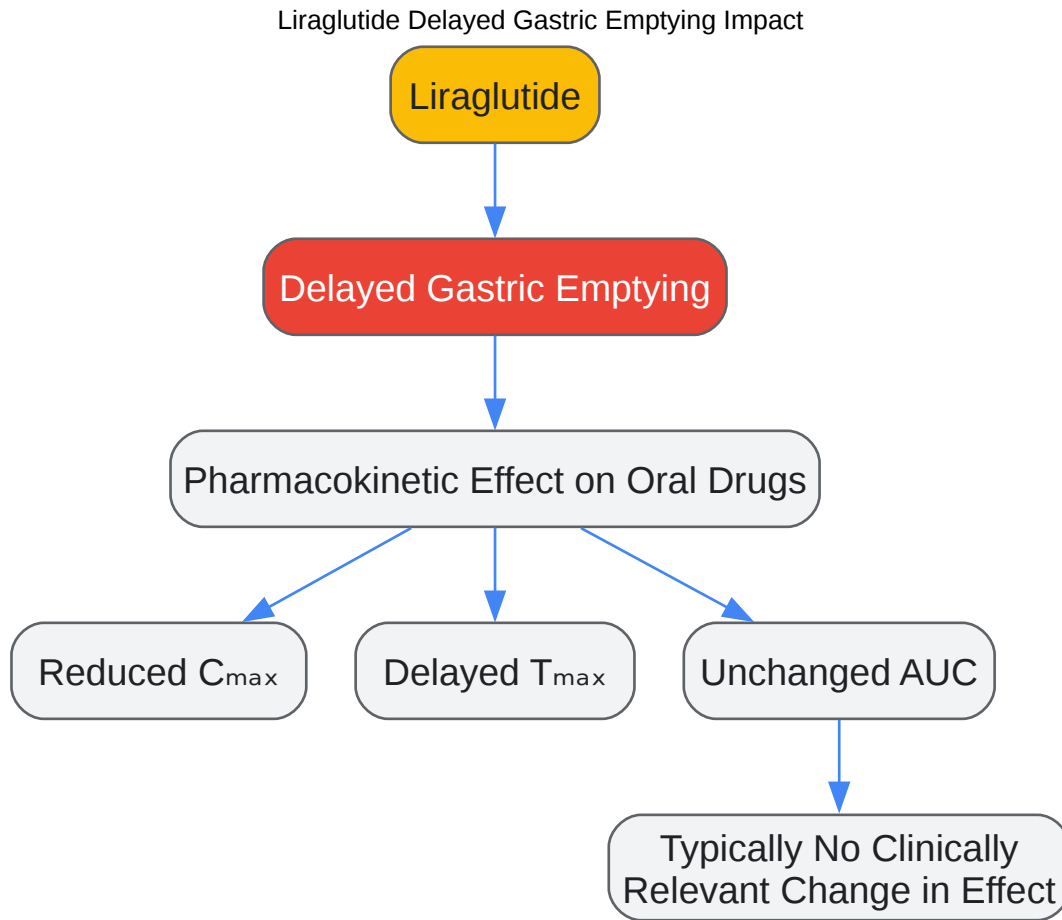 Liraglutide Delayed Gastric Emptying Impact
Liraglutide
Delayed Gastric Emptying
Pharmacokinetic Effect on Oral Drugs
Reduced Cₘₐₓ
Delayed Tₘₐₓ
Unchanged AUC
Typically No Clinically
Relevant Change in Effect